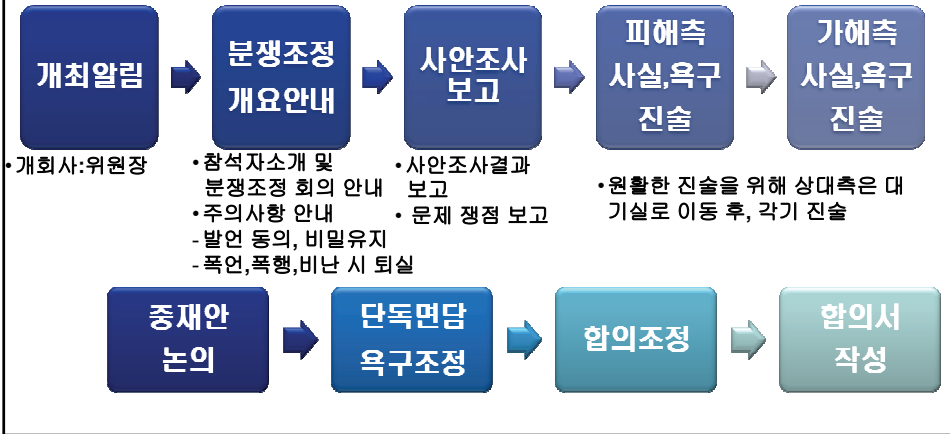 개최알림
분쟁조정
개요안내
사안조사
보고
피해측
사실,욕구
진술
가해측
사실,욕구
진술
•개회사:위원장
•참석자소개 및
분쟁조정 회의 안내
•주의사항 안내
-발언 동의, 비밀유지
-폭언,폭행,비난 시 퇴실
•사안조사결과
보고
• 문제 쟁점 보고
•원활한 진술을 위해 상대측은 대
기실로 이동 후, 각기 진술
중재안
논의
단독면담
욕구조정
합의조정
합의서
작성